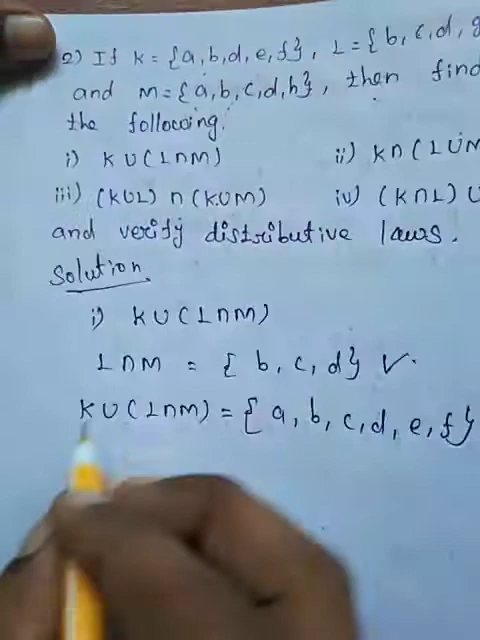 2) If K = {a, b, d, e, f}, L = {b, c, d, g
and M = {a, b, c, d, h}, then find
the following.
i) K ∪ (L ∩ M)
ii) K ∩ (L ∪ M
iii) (K ∪ L) ∩ (K ∪ M)
iv) (K ∩ L) ∪
and verify distributive laws.
Solution.
i) K ∪ (L ∩ M)
L ∩ M = { b, c, d} ✓.
K ∪ (L ∩ M) = { a, b, c, d, e, f}